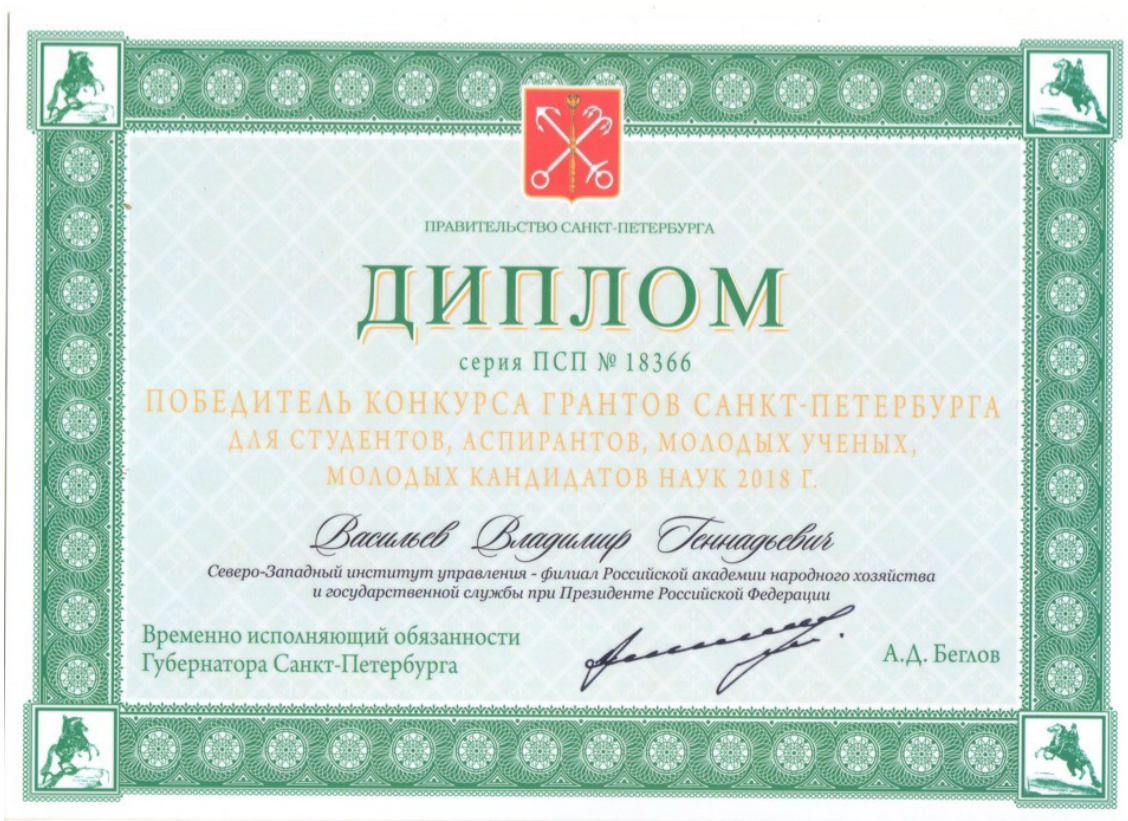 ПРАВИТЕЛЬСТВО САНКТ-ПЕТЕРБУРГА
ДИПЛОМ
серия ПСП № 18366
ПОБЕДИТЕЛЬ КОНКУРСА ГРАНТОВ САНКТ-ПЕТЕРБУРГА
ДЛЯ СТУДЕНТОВ, АСПИРАНТОВ, МОЛОДЫХ УЧЕНЫХ,
МОЛОДЫХ КАНДИДАТОВ НАУК 2018 Г.
Васильев Владимир Геннадьевич
Северо-Западный институт управления - филиал Российской академии народного хозяйства
и государственной службы при Президенте Российской Федерации
Временно исполняющий обязанности
Губернатора Санкт-Петербурга
А.Д. Беглов